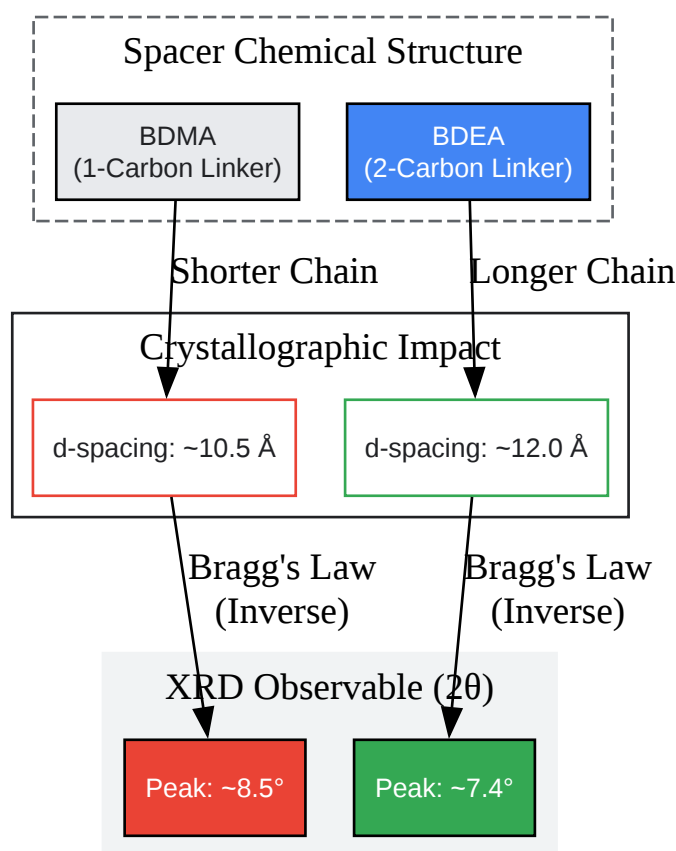 Spacer Chemical Structure
BDMA
(1-Carbon Linker)
BDEA
(2-Carbon Linker)
Shorter Chain
Longer Chain
Crystallographic Impact
d-spacing: ~10.5 Å
d-spacing: ~12.0 Å
Bragg's Law
(Inverse)
Bragg's Law
(Inverse)
XRD Observable (2θ)
Peak: ~8.5°
Peak: ~7.4°